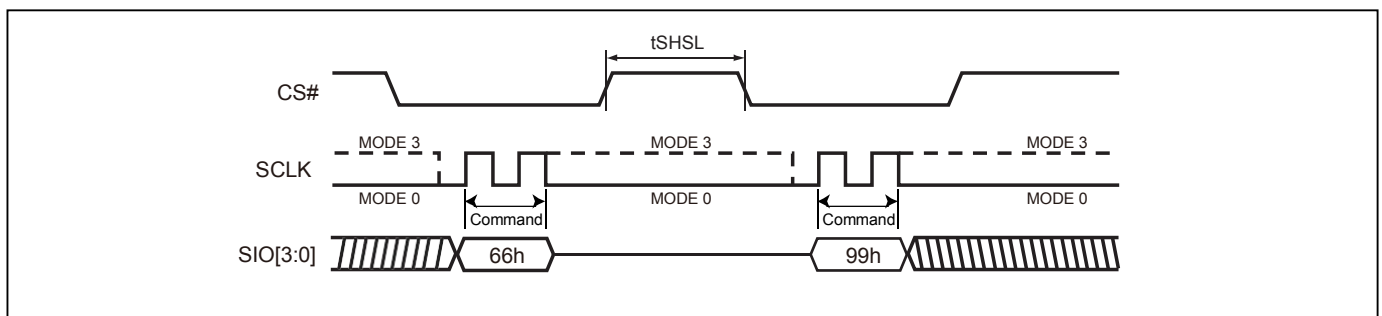 tSHSL
CS#
MODE 3 MODE 3 MODE 3
SCLK
MODE 0 MODE 0 MODE 0
Command Command
SIO[3:0] 66h 99h